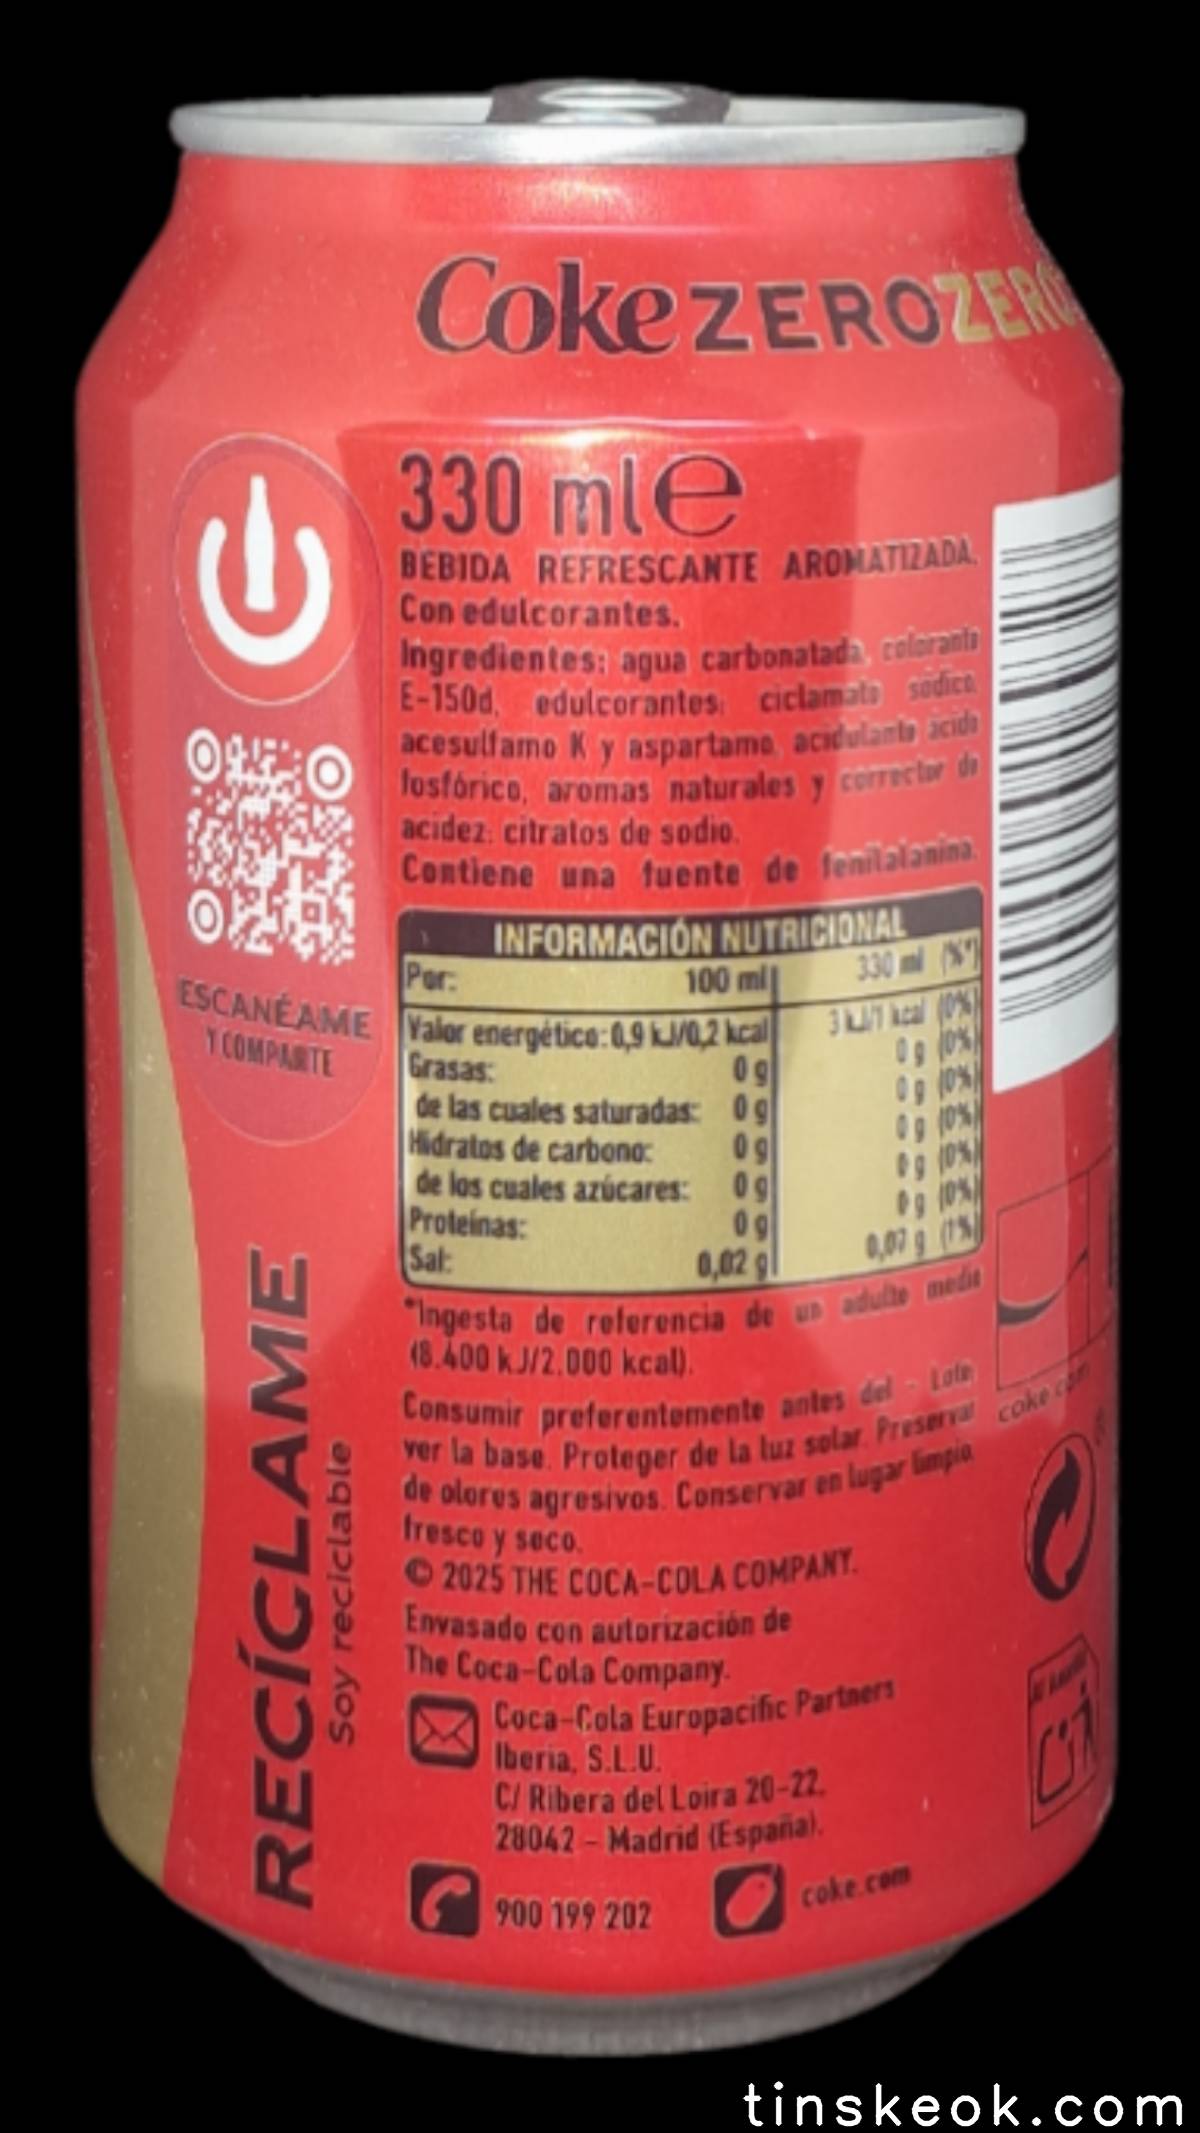 Coke ZERO ZERO
330 ml e
BEBIDA REFRESCANTE AROMATIZADA.
Con edulcorantes.
Ingredientes: agua carbonatada, colorante
E-150d, edulcorantes: ciclamato sódico,
acesulfamo K y aspartamo, acidulante ácido
fosfórico, aromas naturales y corrector de
acidez: citratos de sodio.
Contiene una fuente de fenilalanina.
INFORMACIÓN NUTRICIONAL
Por: 100 ml 330 ml (%*)
Valor energético: 0,9 kJ/0,2 kcal 3 kJ/1 kcal (0%)
Grasas: 0 g 0 g (0%)
de las cuales saturadas: 0 g 0 g (0%)
Hidratos de carbono: 0 g 0 g (0%)
de los cuales azúcares: 0 g 0 g (0%)
Proteínas: 0 g 0 g (0%)
Sal: 0,02 g 0,07 g (1%)
*Ingesta de referencia de un adulto medio
(8.400 kJ/2.000 kcal).
Consumir preferentemente antes del - Lote:
ver la base. Proteger de la luz solar. Preservar
de olores agresivos. Conservar en lugar limpio,
fresco y seco.
© 2025 THE COCA-COLA COMPANY.
Envasado con autorización de
The Coca-Cola Company.
Coca-Cola Europacific Partners
Iberia, S.L.U.
C/ Ribera del Loira 20-22.
28042 - Madrid (España).
900 199 202
coke.com
ESCANÉAME
Y COMPARTE
RECÍCLAME
Soy reciclable
coke.com
Al Amarillo
tinskeok.com